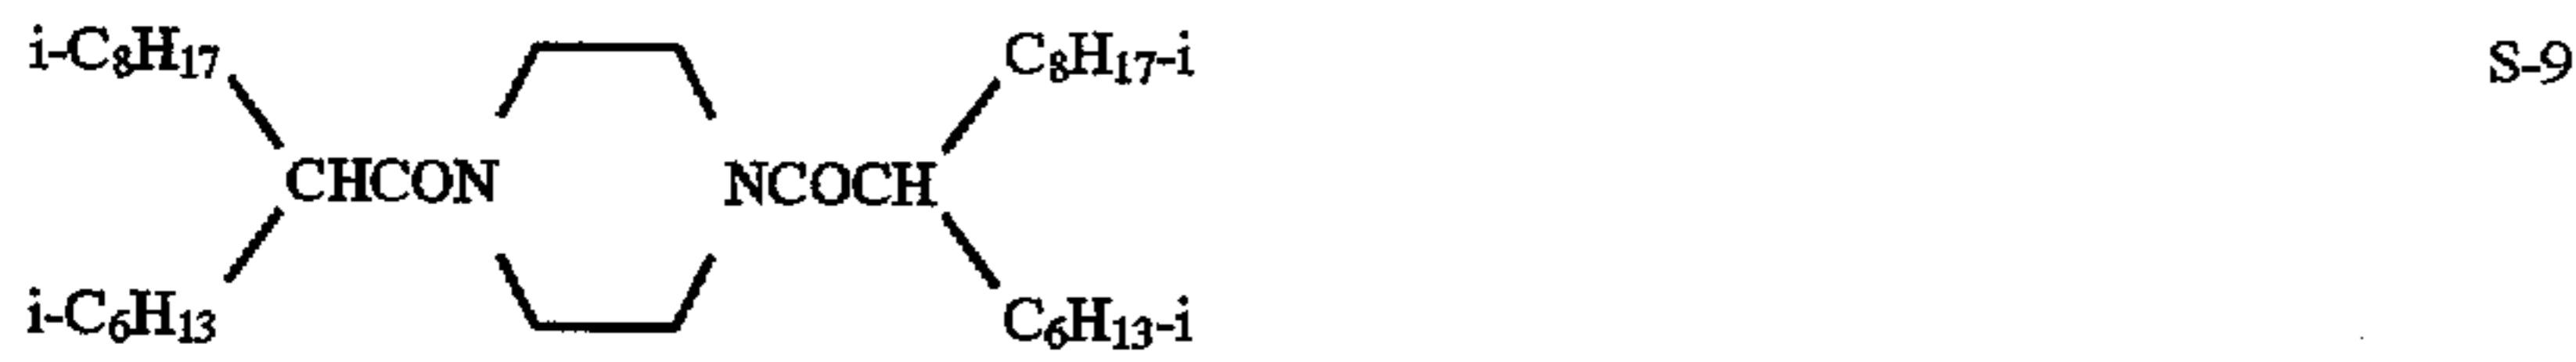 i-C₈H₁₇ C₈H₁₇-i S-9
CHCON NCOCH
i-C₆H₁₃ C₆H₁₃-i